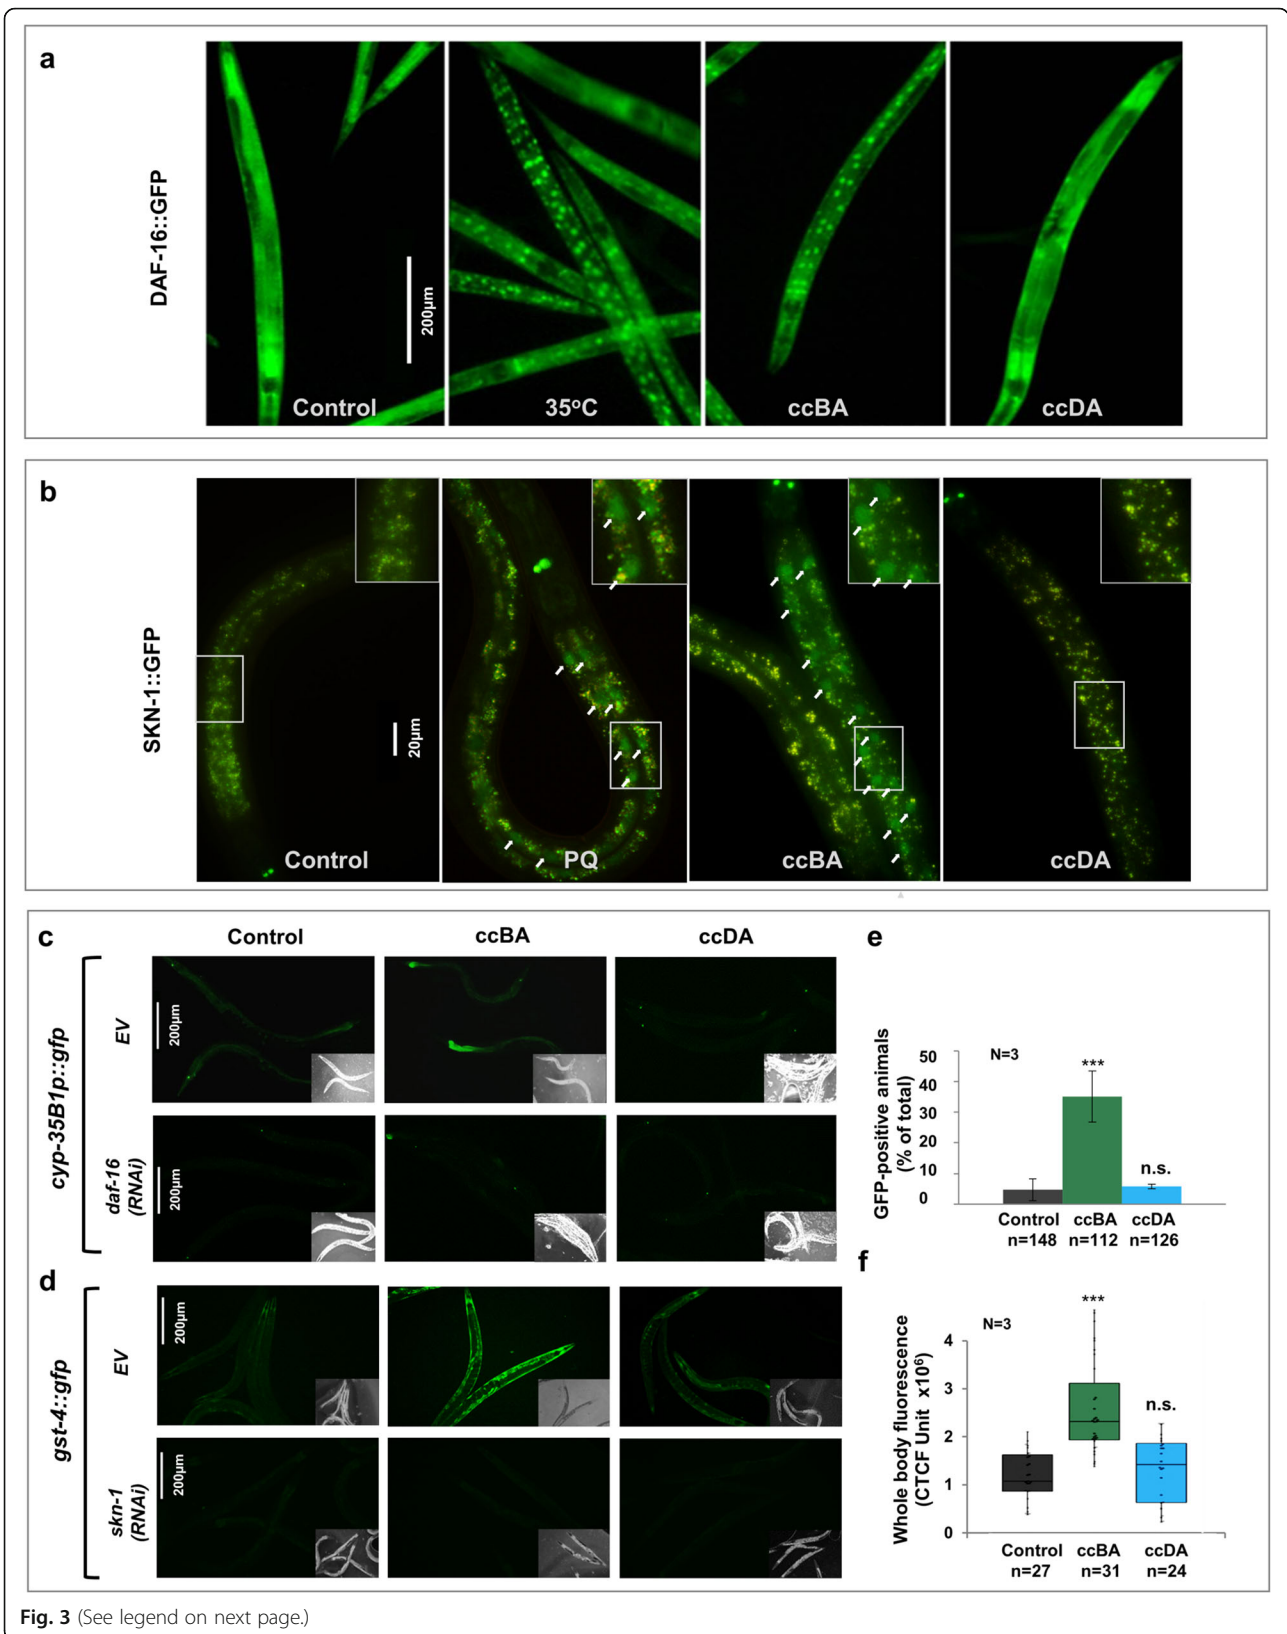 a
DAF-16::GFP
200µm
Control
35°C
ccBA
ccDA
b
SKN-1::GFP
20µm
Control
PQ
ccBA
ccDA
c
Control
ccBA
ccDA
cyp-35B1p::gfp
EV
200µm
daf-16
(RNAi)
200µm
d
gst-4::gfp
EV
200µm
skn-1
(RNAi)
200µm
e
GFP-positive animals
(% of total)
50
40
30
20
10
0
N=3
***
n.s.
Control ccBA ccDA
n=148 n=112 n=126
f
Whole body fluorescence
(CTCF Unit x10⁶)
4
3
2
1
0
N=3
***
n.s.
Control ccBA ccDA
n=27 n=31 n=24
Fig. 3 (See legend on next page.)